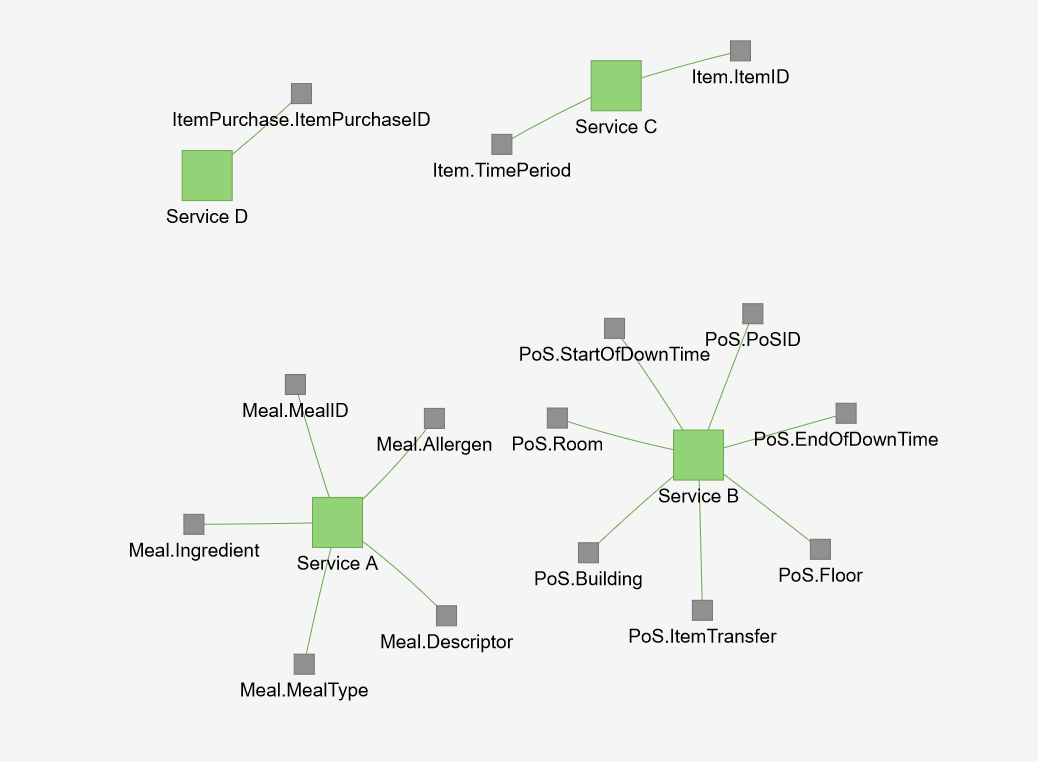 Item.ItemID
ItemPurchase.ItemPurchaseID
Service C
Item.TimePeriod
Service D
PoS.PoSID
PoS.StartOfDownTime
Meal.MealID
PoS.EndOfDownTime
Meal.Allergen
PoS.Room
Service B
Meal.Ingredient
Service A
PoS.Floor
PoS.Building
PoS.ItemTransfer
Meal.Descriptor
Meal.MealType